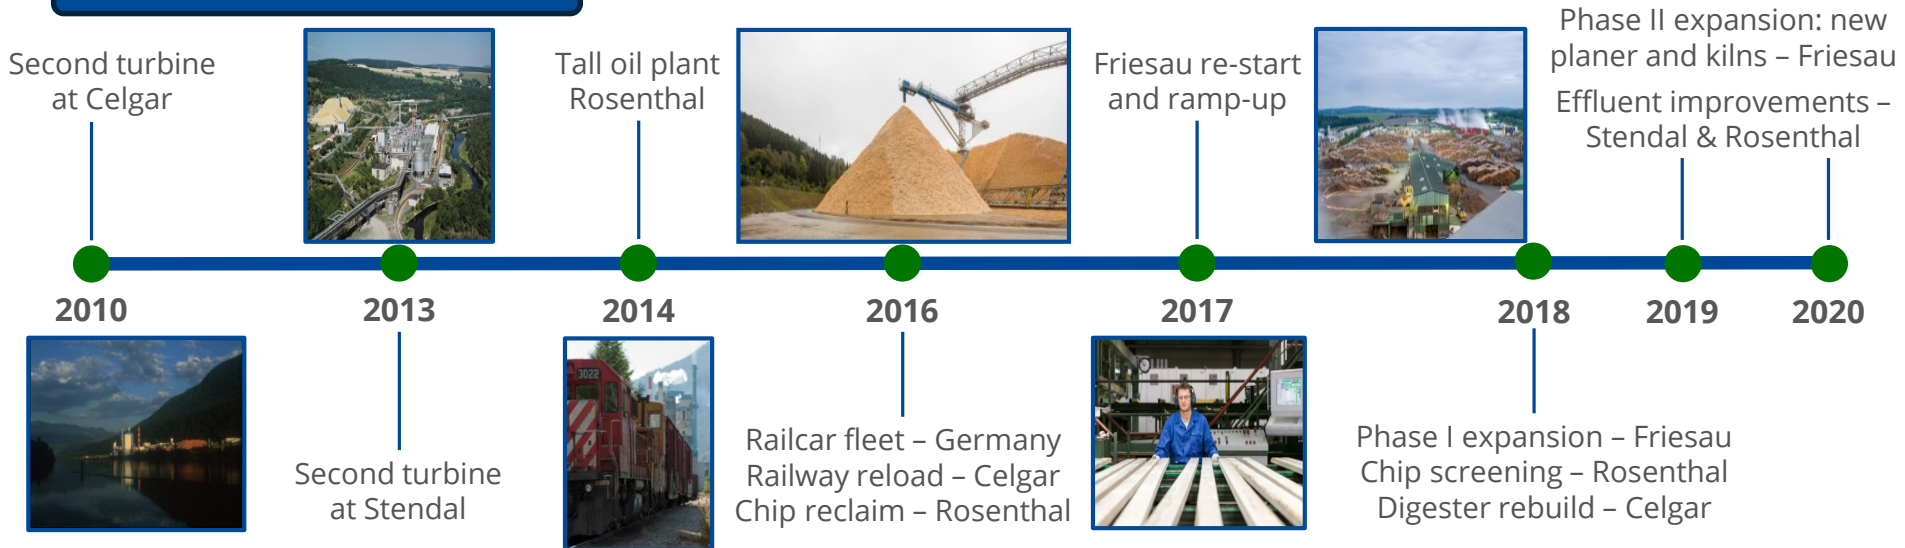 Second turbine
at Celgar
Tall oil plant
Rosenthal
Friesau re-start
and ramp-up
Phase II expansion: new
planer and kilns – Friesau
Effluent improvements –
Stendal & Rosenthal
2010
2013
2014
2016
2017
2018
2019
2020
3022
Second turbine
at Stendal
Railcar fleet – Germany
Railway reload – Celgar
Chip reclaim – Rosenthal
Phase I expansion – Friesau
Chip screening – Rosenthal
Digester rebuild – Celgar